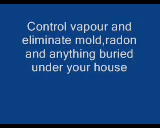 Control vapour and
eliminate mold,radon
and anything buried
under your house